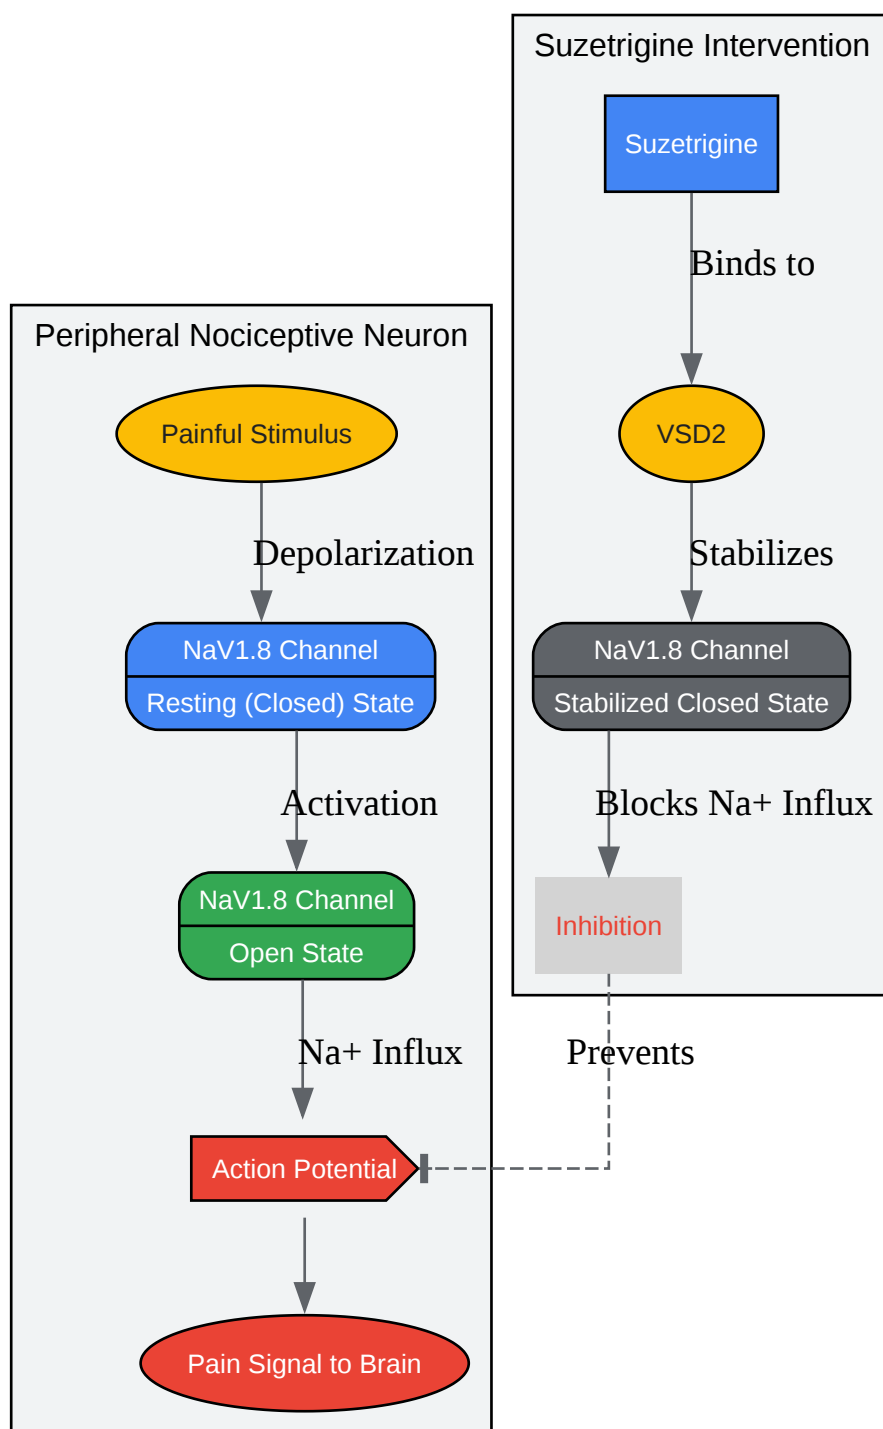 Suzetrigine Intervention
Suzetrigine
Binds to
VSD2
Stabilizes
NaV1.8 Channel
Stabilized Closed State
Blocks Na+ Influx
Inhibition
Prevents
Peripheral Nociceptive Neuron
Painful Stimulus
Depolarization
NaV1.8 Channel
Resting (Closed) State
Activation
NaV1.8 Channel
Open State
Na+ Influx
Action Potential
Pain Signal to Brain